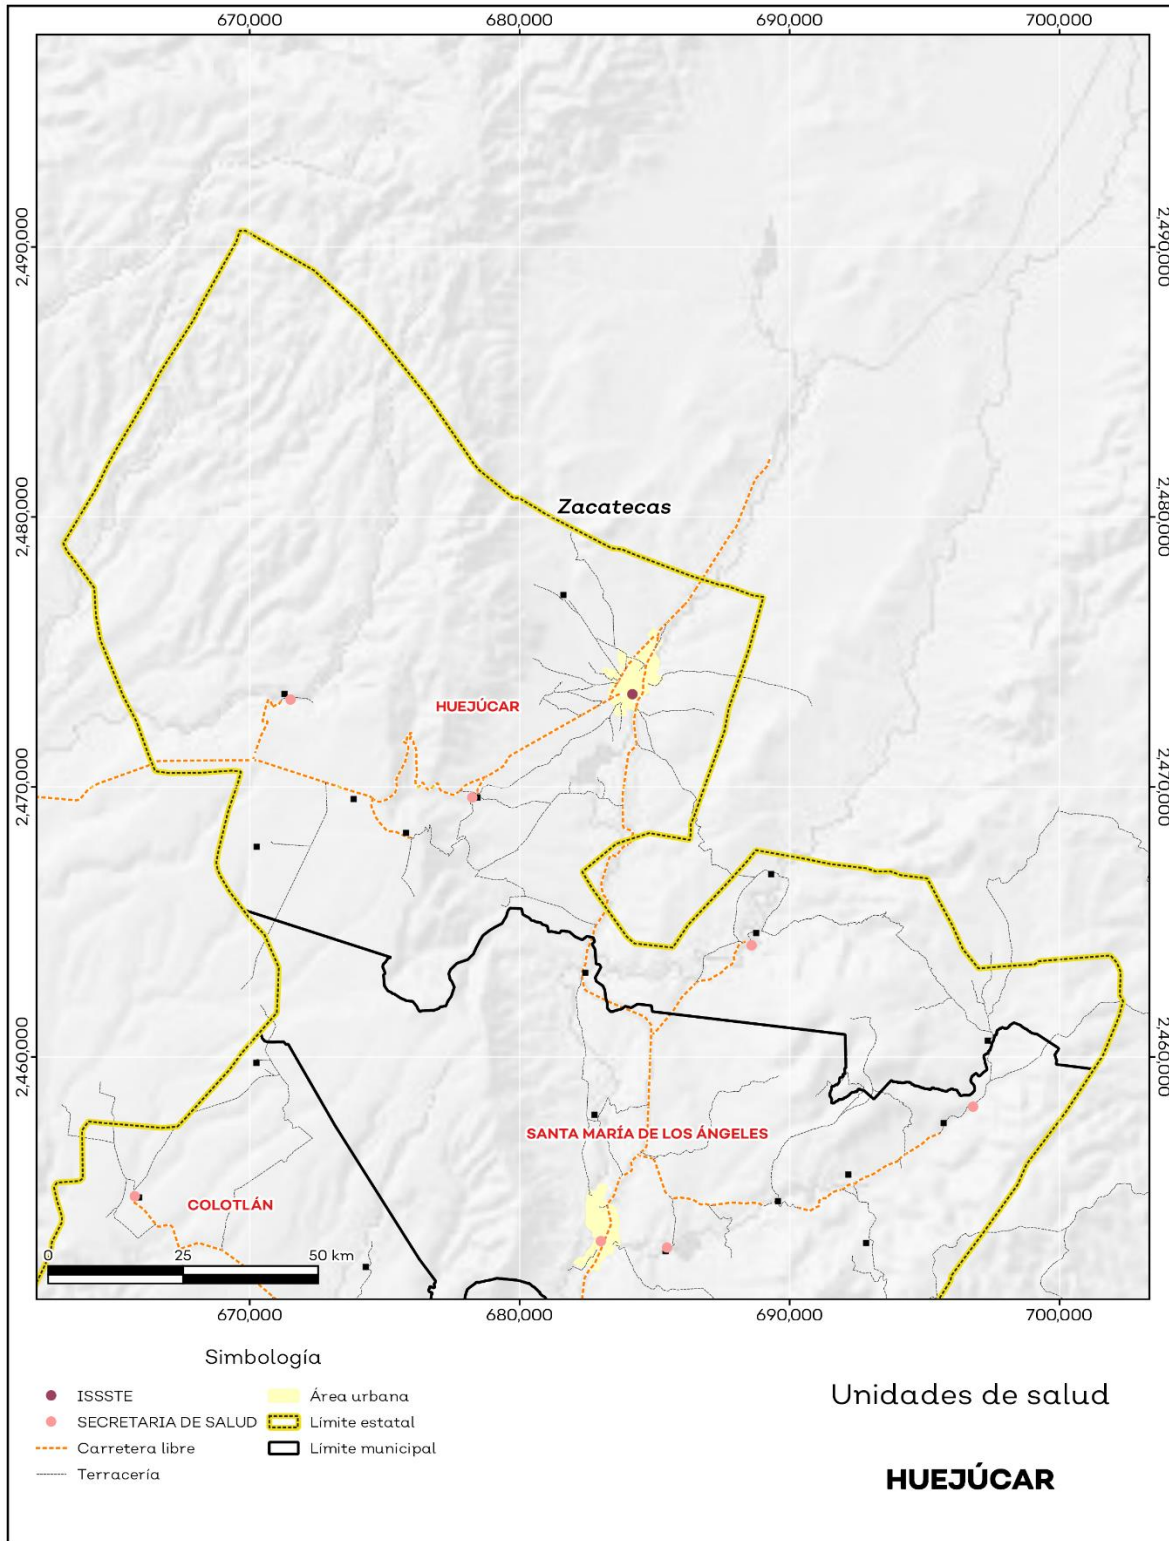 670,000 680,000 690,000 700,000
2,490,000 2,490,000
Zacatecas
2,480,000 2,480,000
HUEJÚCAR
2,470,000 2,470,000
2,460,000 2,460,000
SANTA MARÍA DE LOS ÁNGELES
COLOTLÁN
0 25 50 km
670,000 680,000 690,000 700,000
Simbología
ISSSTE
SECRETARIA DE SALUD
Carretera libre
Terracería
Área urbana
Límite estatal
Límite municipal
Unidades de salud
HUEJÚCAR